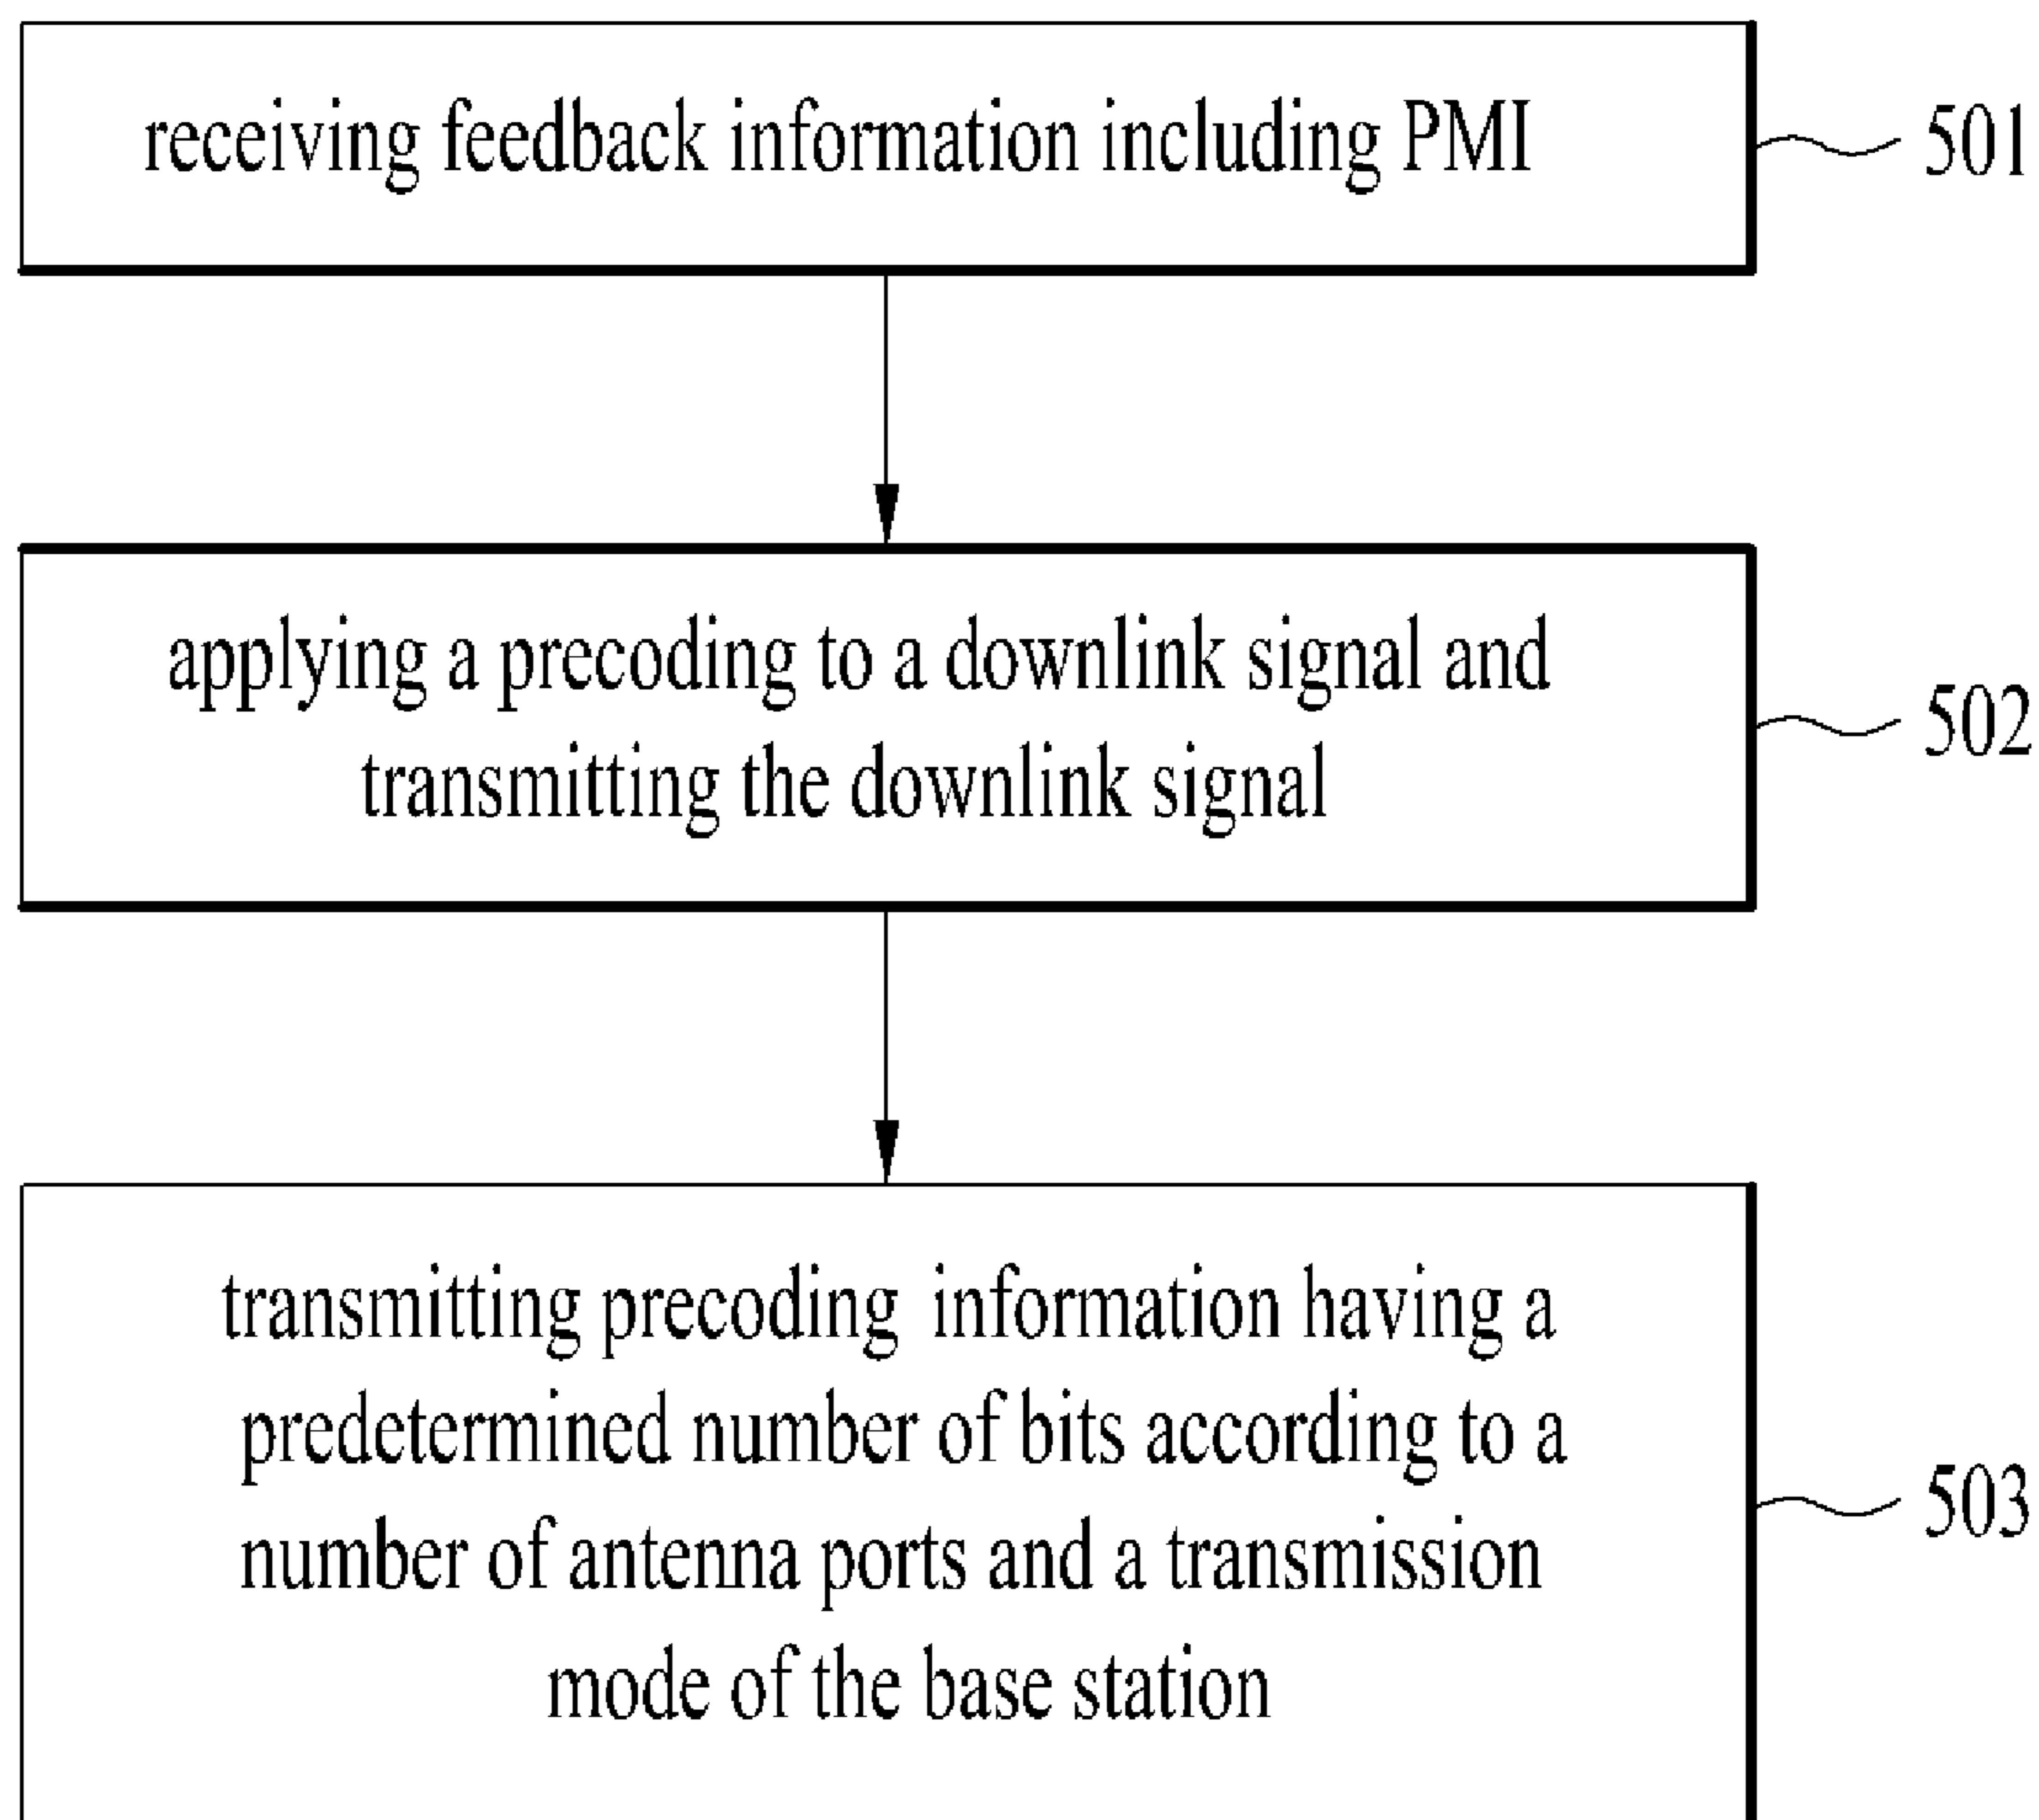 receiving feedback information including PMI
501
applying a precoding to a downlink signal and
transmitting the downlink signal
502
transmitting precoding information having a
predetermined number of bits according to a
number of antenna ports and a transmission
mode of the base station
503